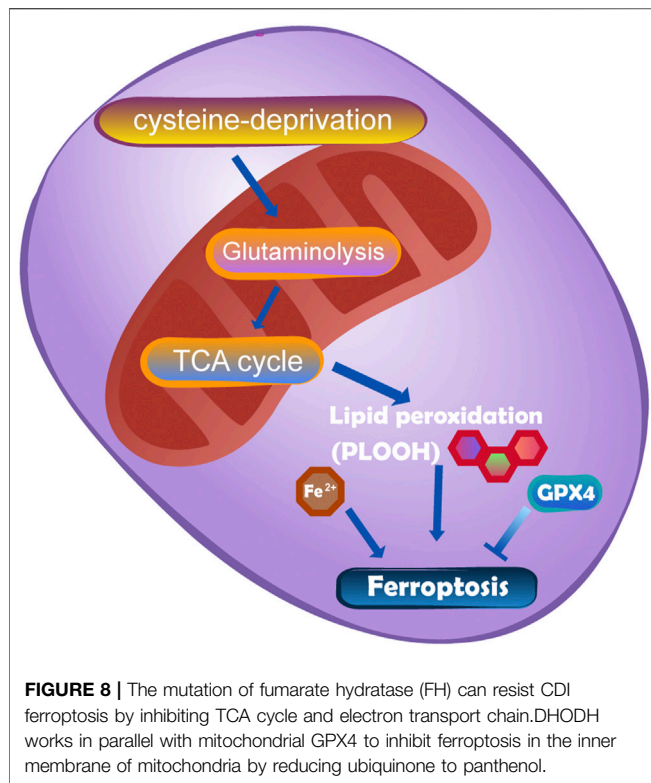 cysteine-deprivation
Glutaminolysis
TCA cycle
Lipid peroxidation
(PLOOH)
Fe²⁺
GPX4
Ferroptosis
FIGURE 8 | The mutation of fumarate hydratase (FH) can resist CDI
ferroptosis by inhibiting TCA cycle and electron transport chain.DHODH
works in parallel with mitochondrial GPX4 to inhibit ferroptosis in the inner
membrane of mitochondria by reducing ubiquinone to panthenol.